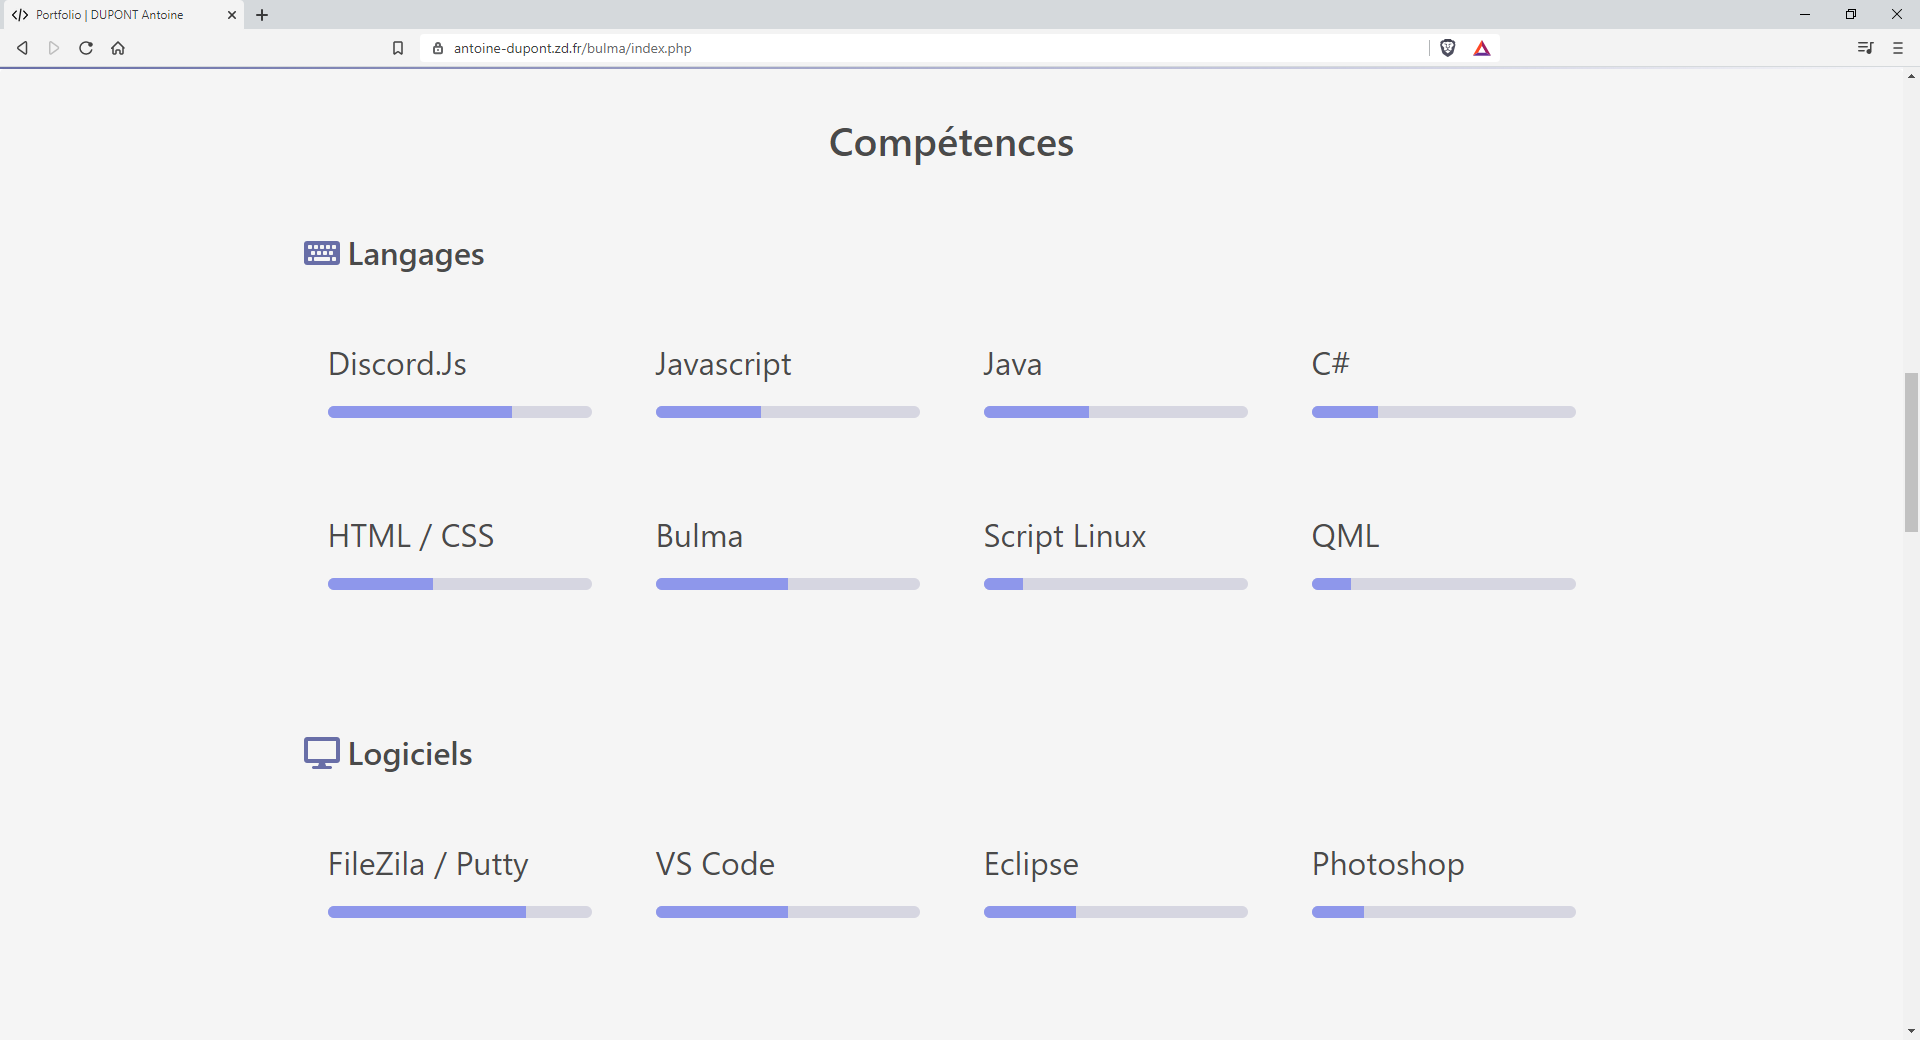 Portfolio | DUPONT Antoine
antoine-dupont.zd.fr/bulma/index.php
Compétences
Langages
Discord.Js Javascript Java C#
HTML / CSS Bulma Script Linux QML
Logiciels
FileZila / Putty VS Code Eclipse Photoshop